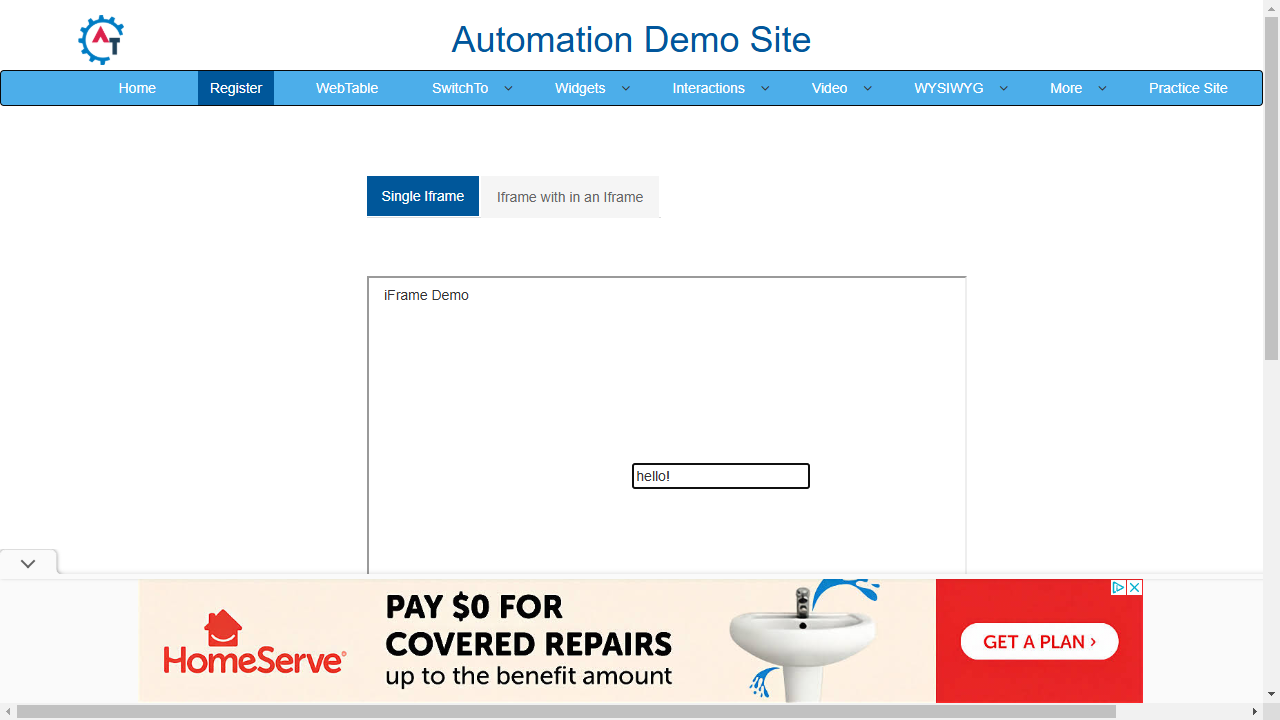 AT
Automation Demo Site
Home Register WebTable SwitchTo Widgets Interactions Video WYSIWYG More Practice Site
Single Iframe Iframe with in an Iframe
iFrame Demo
hello!
HomeServe®
PAY $0 FOR
COVERED REPAIRS
up to the benefit amount
GET A PLAN ›